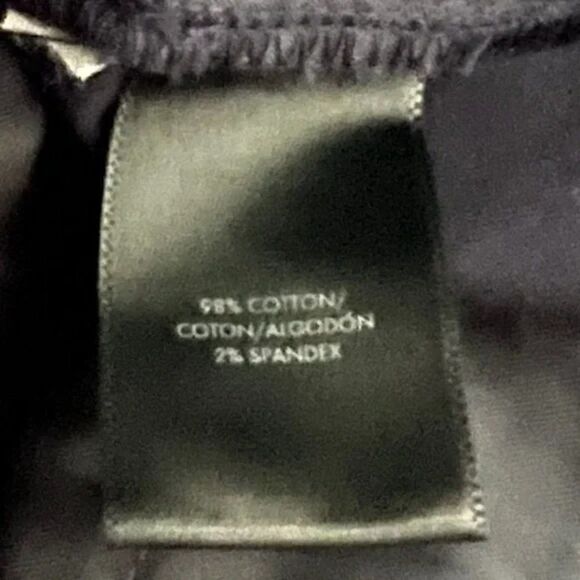 98% COTTON/
COTON/ALGODÓN
2% SPANDEX